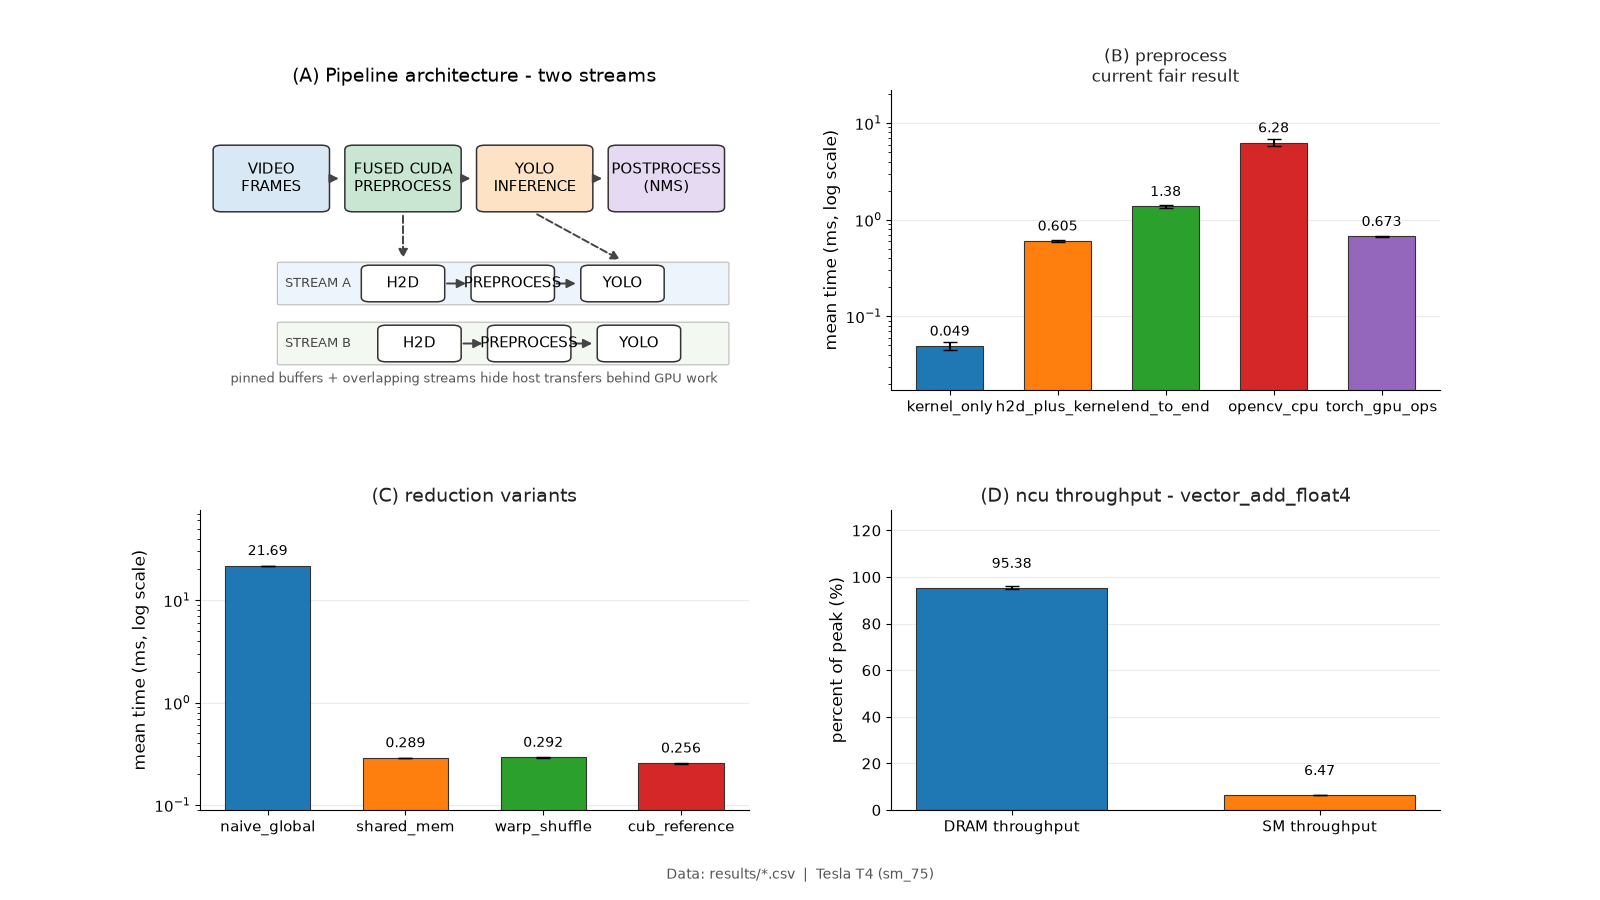 (A) Pipeline architecture - two streams
VIDEO
FRAMES
FUSED CUDA
PREPROCESS
YOLO
INFERENCE
POSTPROCESS
(NMS)
STREAM A
H2D
PREPROCESS
YOLO
STREAM B
H2D
PREPROCESS
YOLO
pinned buffers + overlapping streams hide host transfers behind GPU work
(B) preprocess
current fair result
mean time (ms, log scale)
10¹
10⁰
10⁻¹
0.049
0.605
1.38
6.28
0.673
kernel_only
h2d_plus_kernel
end_to_end
opencv_cpu
torch_gpu_ops
(C) reduction variants
mean time (ms, log scale)
10¹
10⁰
10⁻¹
21.69
0.289
0.292
0.256
naive_global
shared_mem
warp_shuffle
cub_reference
(D) ncu throughput - vector_add_float4
percent of peak (%)
120
100
80
60
40
20
0
95.38
6.47
DRAM throughput
SM throughput
Data: results/*.csv | Tesla T4 (sm_75)